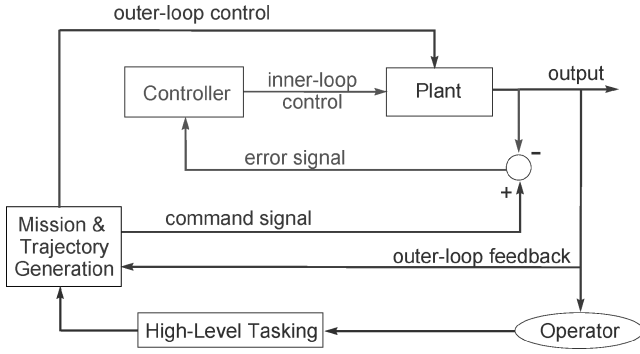 outer-loop control
Controller
inner-loop
control
Plant
output
error signal
-
+
Mission &
Trajectory
Generation
command signal
outer-loop feedback
High-Level Tasking
Operator